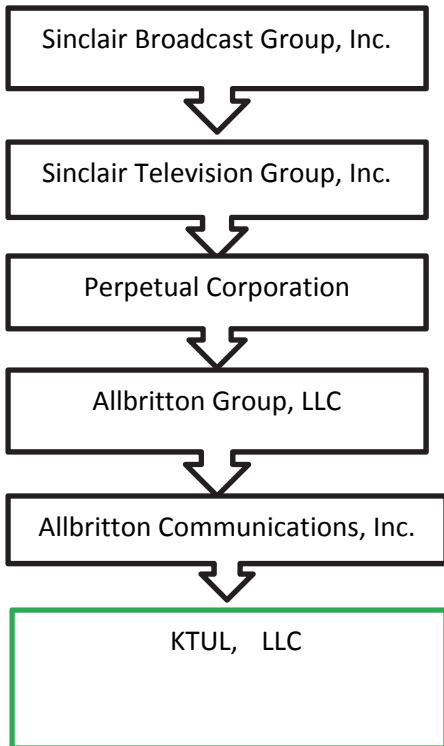 Sinclair Broadcast Group, Inc.
Sinclair Television Group, Inc.
Perpetual Corporation
Allbritton Group, LLC
Allbritton Communications, Inc.
KTUL, LLC